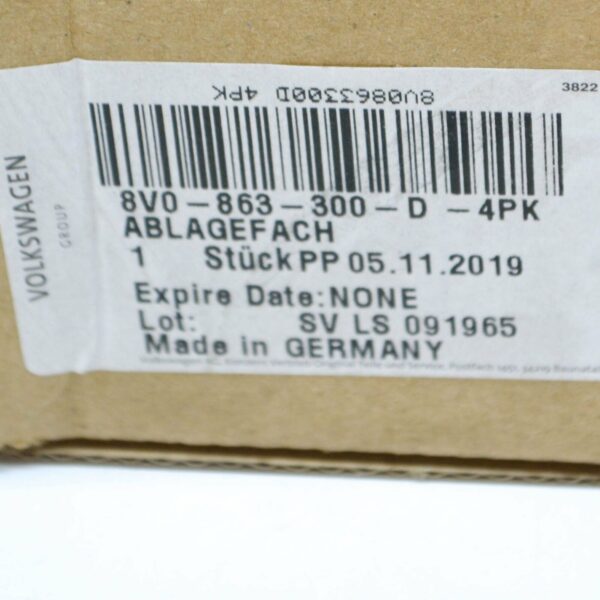 8V0863300D 4PK
3822
8V0-863-300-D -4PK
ABLAGEFACH
1 Stück PP 05.11.2019
Expire Date: NONE
Lot: SV LS 091965
Made in GERMANY
VOLKSWAGEN
GROUP